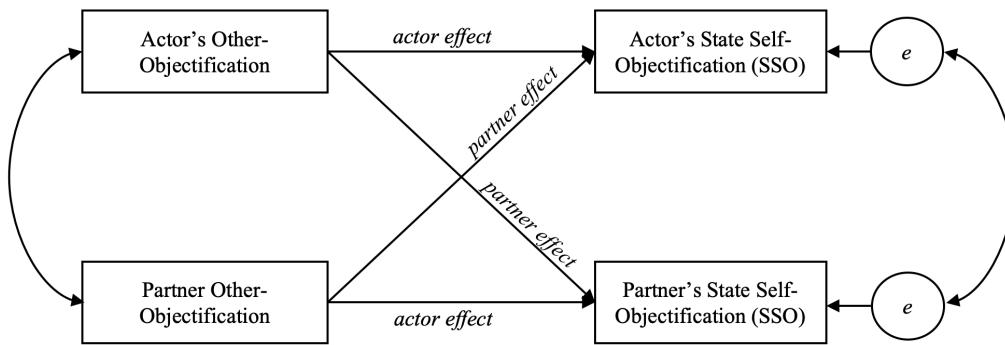 Actor’s Other-
Objectification
actor effect
Actor’s State Self-
Objectification (SSO)
e
partner effect
partner effect
Partner Other-
Objectification
actor effect
Partner’s State Self-
Objectification (SSO)
e